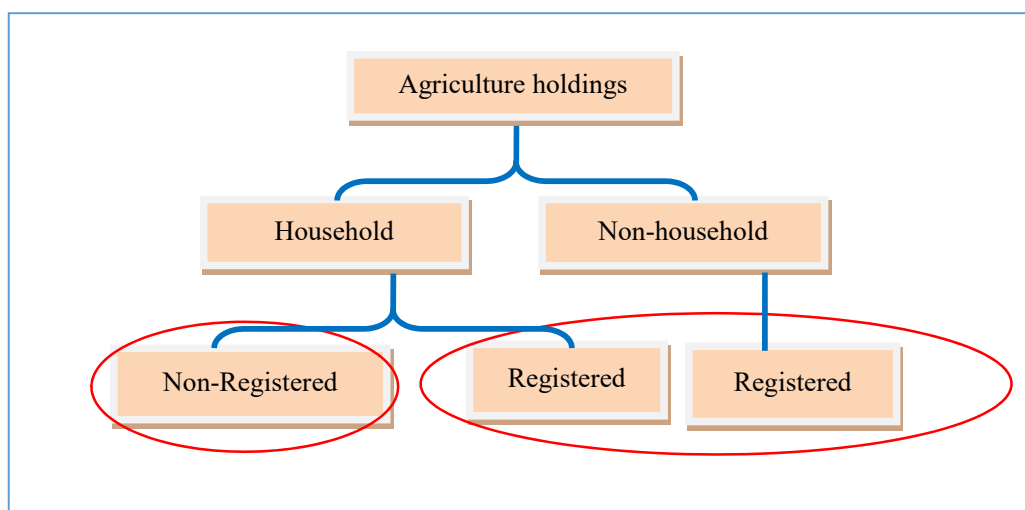 Agriculture holdings
Household
Non-household
Non-Registered
Registered
Registered